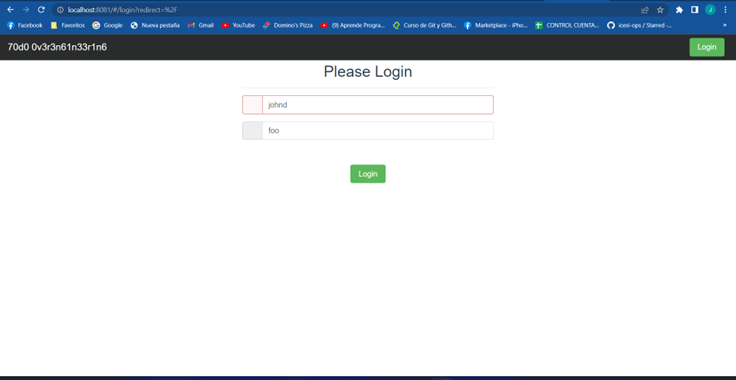 localhost:8081/#/login?redirect=%2F
J
Facebook Favoritos Google Nueva pestaña Gmail YouTube Domino's Pizza (9) Aprende Progra... Curso de Git y Gith... Marketplace - iPho... CONTROL CUENTA... icesi-ops / Starred -... »
70d0 0v3r3n61n33r1n6 Login
Please Login
johnd
foo
Login